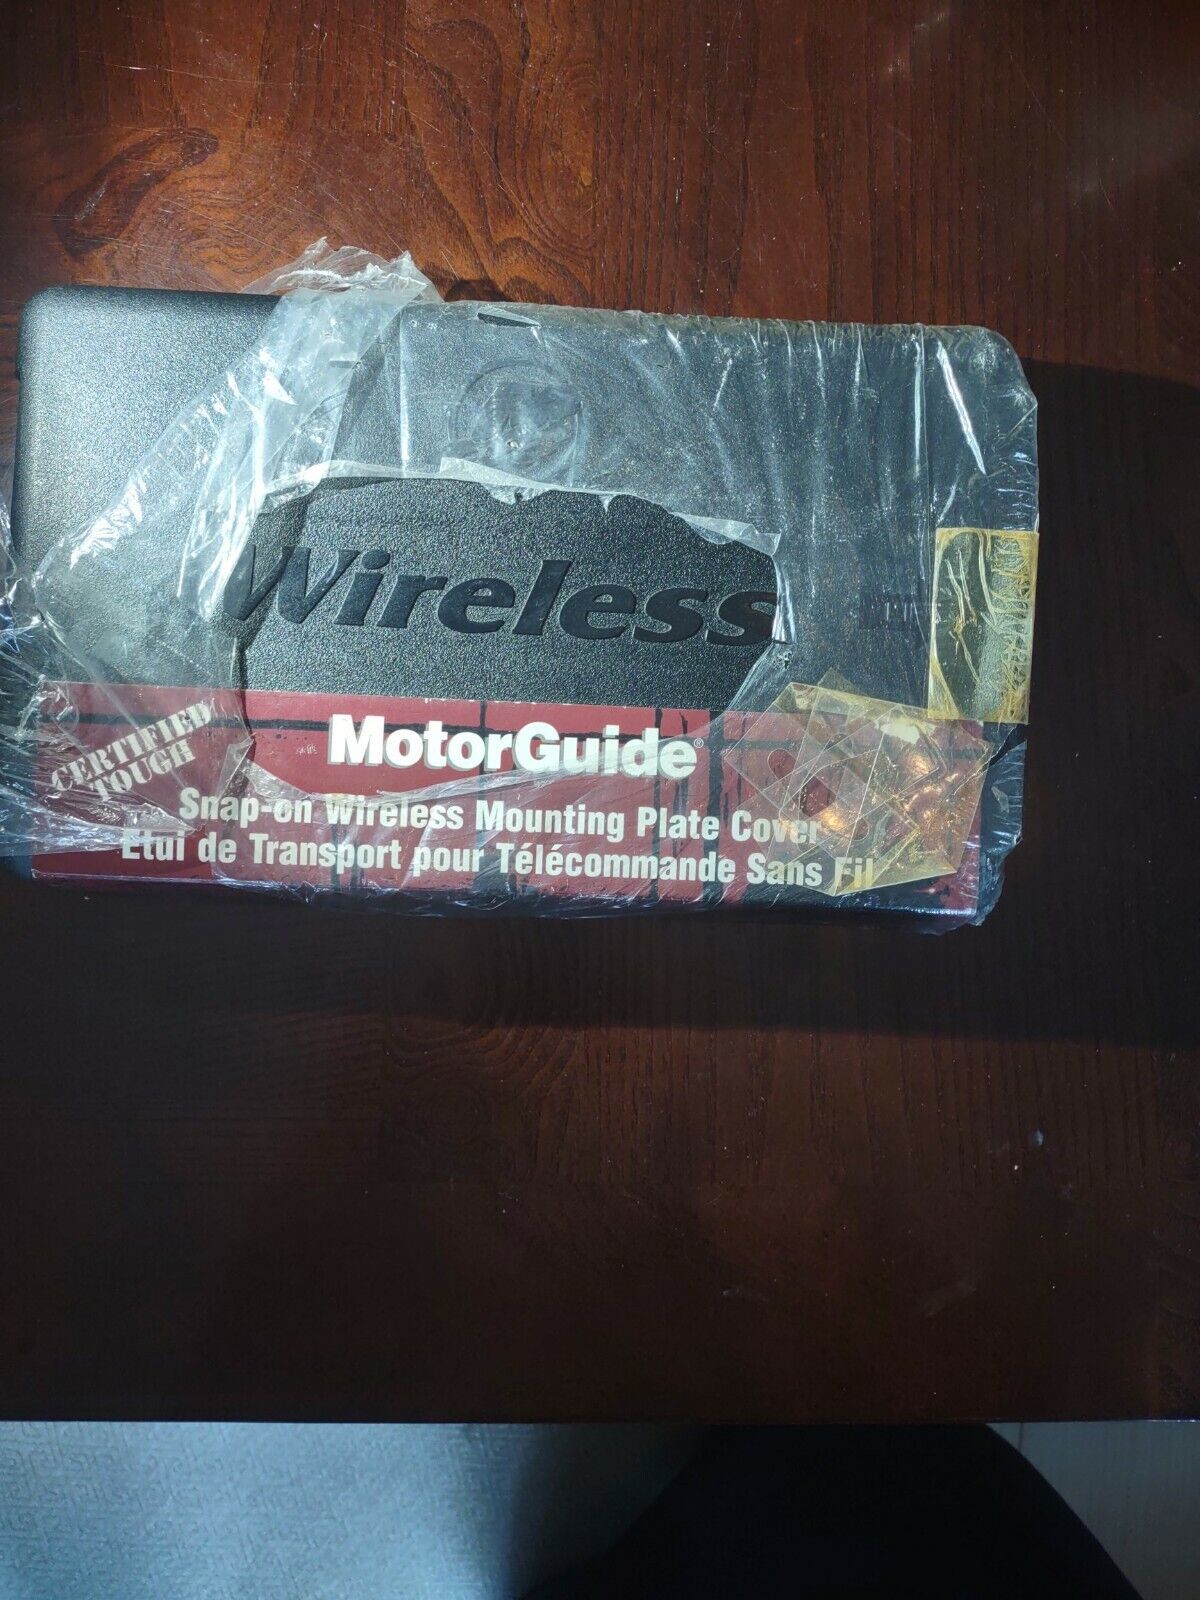 Wireless
CERTIFIED
TOUGH
MotorGuide®
Snap-on Wireless Mounting Plate Cover
Etui de Transport pour Télécommande Sans Fil